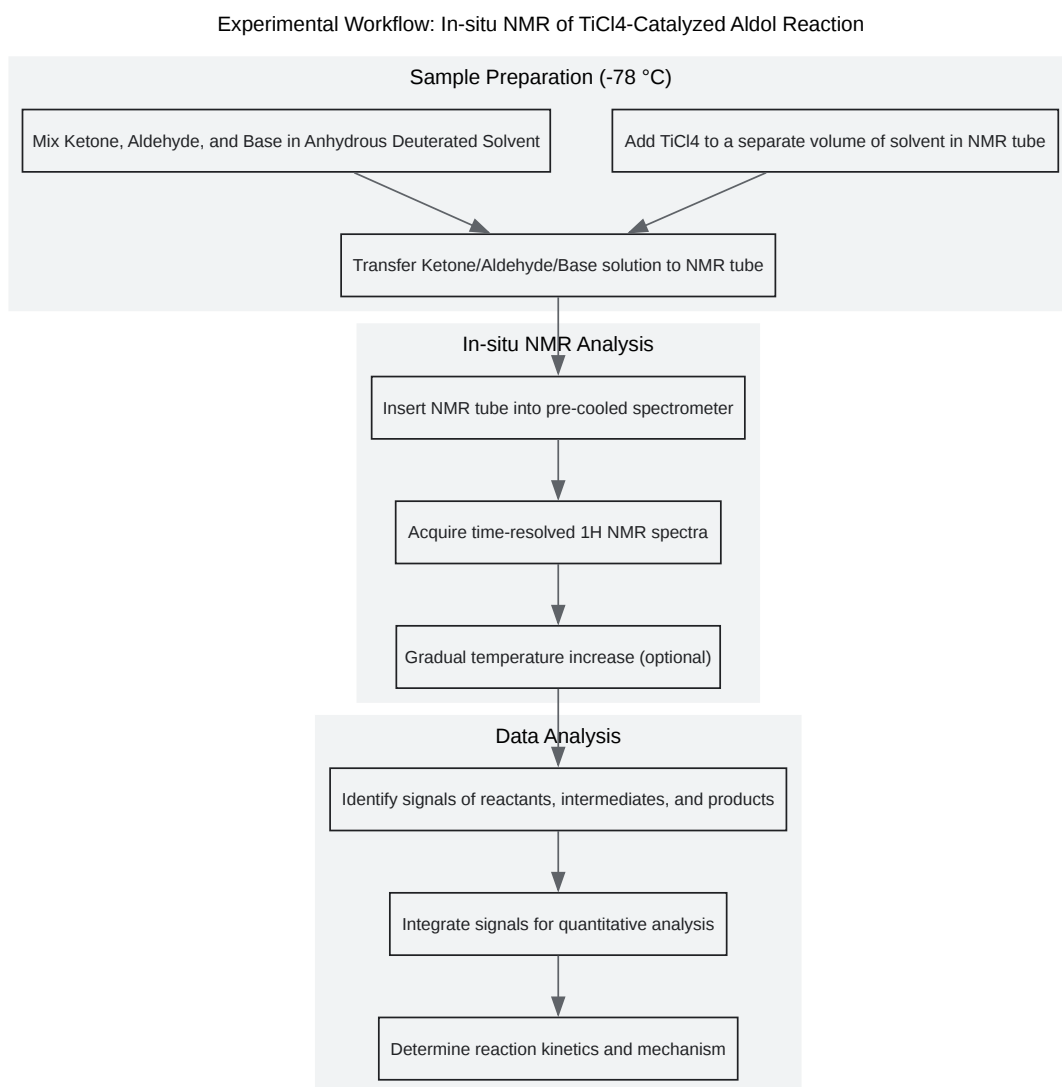 Experimental Workflow: In-situ NMR of TiCl4-Catalyzed Aldol Reaction
Sample Preparation (-78 °C)
Mix Ketone, Aldehyde, and Base in Anhydrous Deuterated Solvent
Add TiCl4 to a separate volume of solvent in NMR tube
Transfer Ketone/Aldehyde/Base solution to NMR tube
In-situ NMR Analysis
Insert NMR tube into pre-cooled spectrometer
Acquire time-resolved 1H NMR spectra
Gradual temperature increase (optional)
Data Analysis
Identify signals of reactants, intermediates, and products
Integrate signals for quantitative analysis
Determine reaction kinetics and mechanism